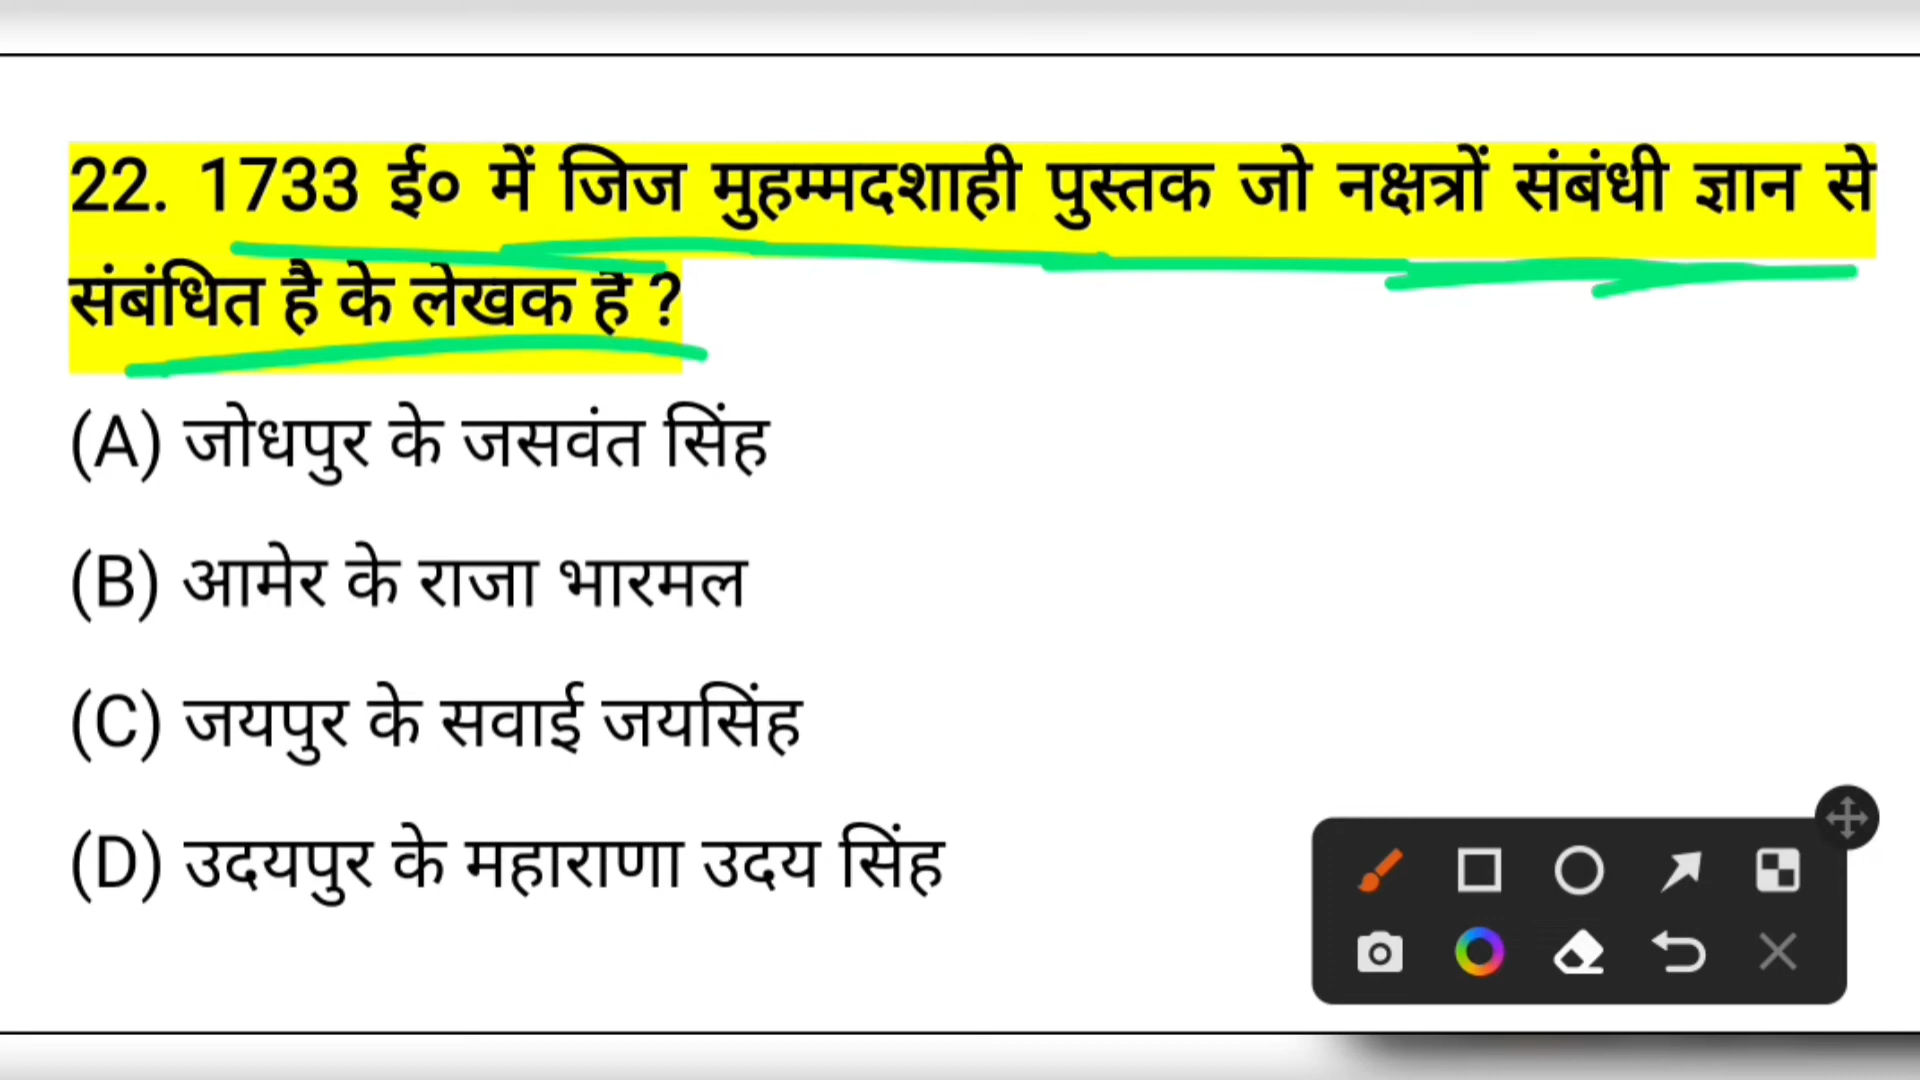 22. 1733 ई० में जिज मुहम्मदशाही पुस्तक जो नक्षत्रों संबंधी ज्ञान से
संबंधित है के लेखक है ?
(A) जोधपुर के जसवंत सिंह
(B) आमेर के राजा भारमल
(C) जयपुर के सवाई जयसिंह
(D) उदयपुर के महाराणा उदय सिंह